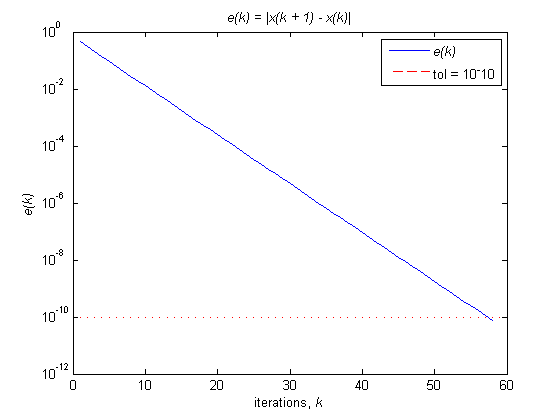 e(k) = |x(k + 1) - x(k)|
10^0
10^-2
10^-4
10^-6
10^-8
10^-10
10^-12
e(k)
e(k)
tol = 10^-10
0
10
20
30
40
50
60
iterations, k